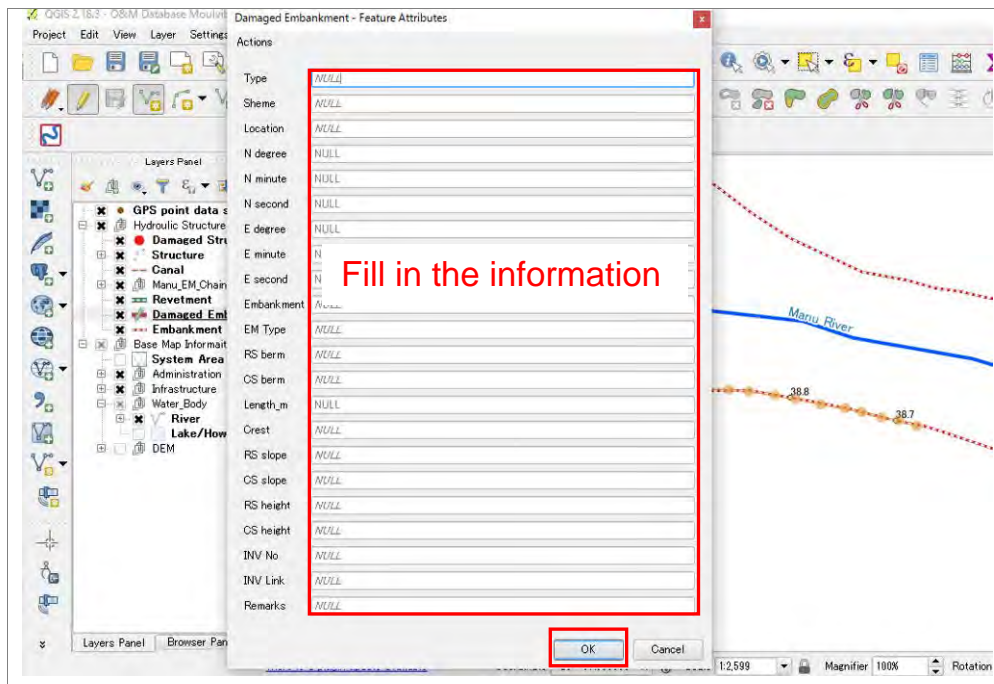 QGIS 2.18.3 - O&M Database Moulvib
Project Edit View Layer Settings
Damaged Embankment - Feature Attributes
Actions
Type NULL
Sheme NULL
Location NULL
N degree NULL
N minute NULL
N second NULL
E degree NULL
E minute N
E second N
Fill in the information
Embankment NULL
EM Type NULL
RS berm NULL
CS berm NULL
Length_m NULL
Crest NULL
RS slope NULL
CS slope NULL
RS height NULL
CS height NULL
INV No NULL
INV Link NULL
Remarks NULL
OK Cancel
Layers Panel
GPS point data s
Hydroulic Structure
Damaged Stru
Structure
Canal
Manu_EM_Chain
Revetment
Damaged Emb
Embankment
Base Map Informait
System Area
Administration
Infrastructure
Water_Body
River
Lake/How
DEM
Layers Panel Browser Pan
Manu_River
38.8
38.7
1:2,599 Magnifier 100% Rotation